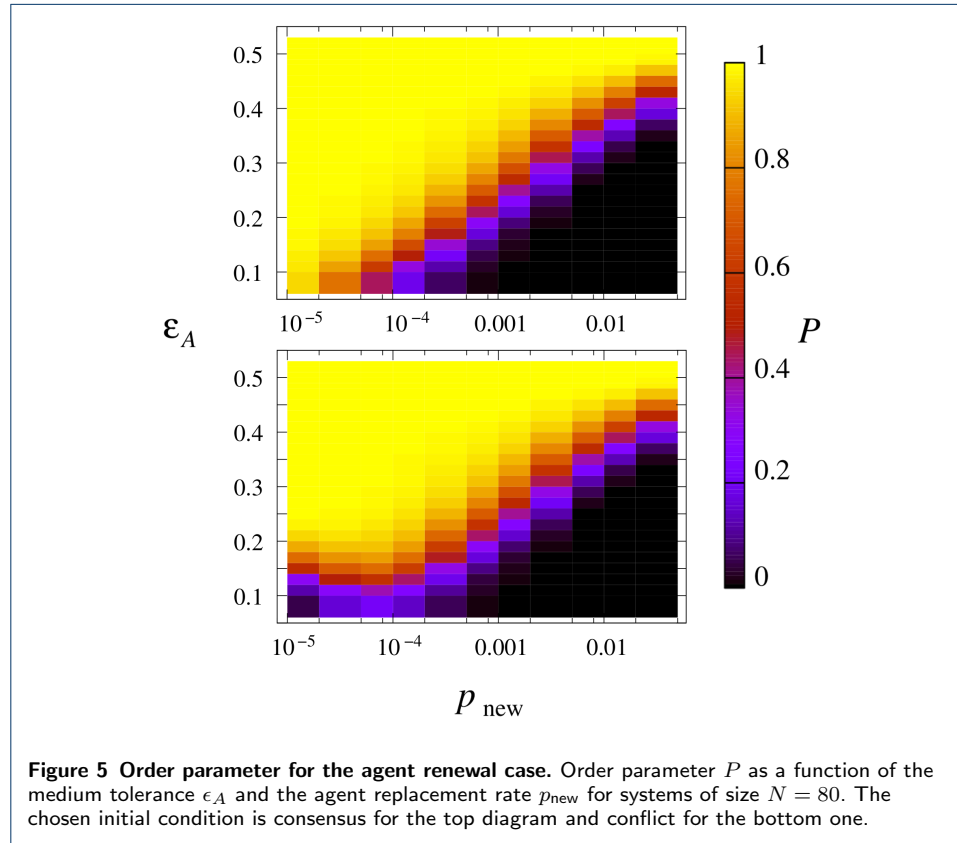 0.5
0.4
0.3
0.2
0.1
10⁻⁵ 10⁻⁴ 0.001 0.01
ε_A
0.5
0.4
0.3
0.2
0.1
10⁻⁵ 10⁻⁴ 0.001 0.01
p new
1
0.8
0.6
0.4
0.2
0
P
Figure 5 Order parameter for the agent renewal case. Order parameter P as a function of the
medium tolerance ϵ_A and the agent replacement rate p_new for systems of size N = 80. The
chosen initial condition is consensus for the top diagram and conflict for the bottom one.